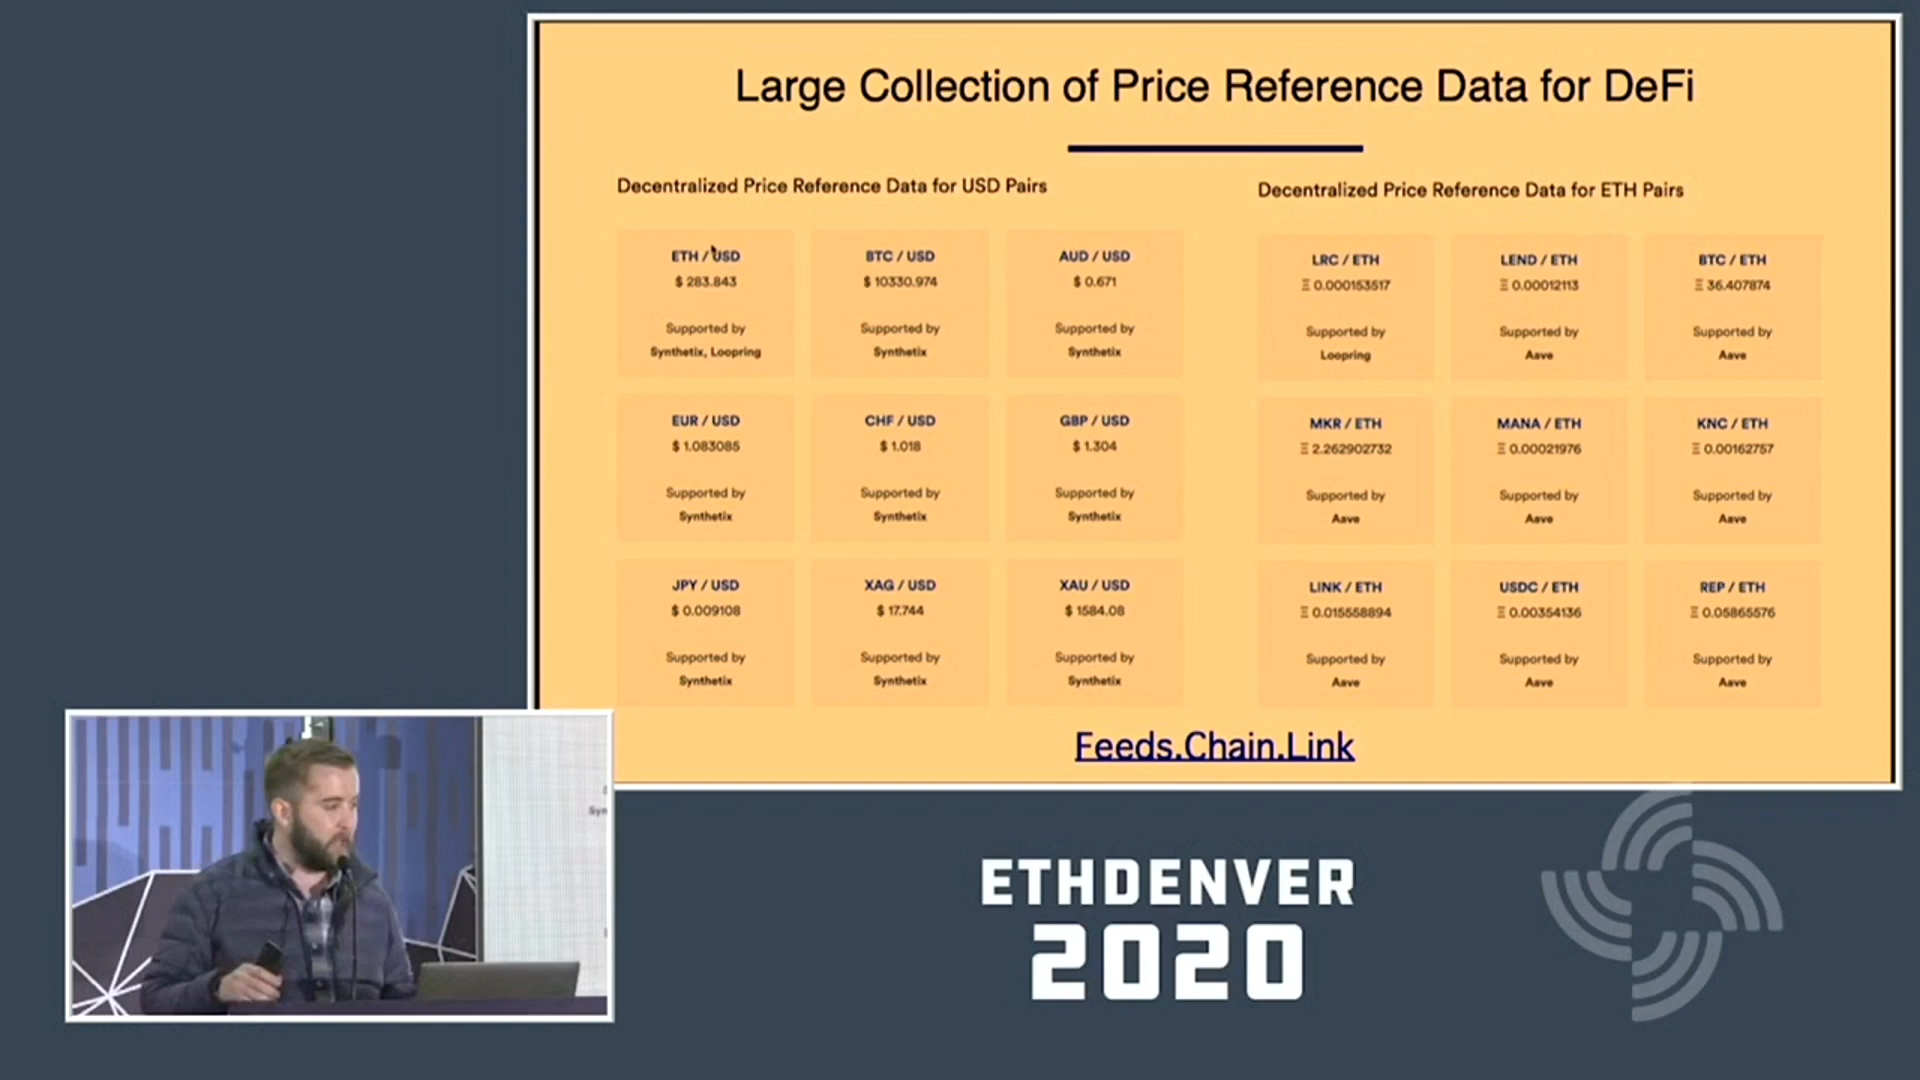 Large Collection of Price Reference Data for DeFi
Decentralized Price Reference Data for USD Pairs
ETH / USD
$ 283.843
Supported by
Synthetix, Loopring
BTC / USD
$ 10330.974
Supported by
Synthetix
AUD / USD
$ 0.671
Supported by
Synthetix
EUR / USD
$ 1.083085
Supported by
Synthetix
CHF / USD
$ 1.018
Supported by
Synthetix
GBP / USD
$ 1.304
Supported by
Synthetix
JPY / USD
$ 0.009108
Supported by
Synthetix
XAG / USD
$ 17.744
Supported by
Synthetix
XAU / USD
$ 1584.08
Supported by
Synthetix
Decentralized Price Reference Data for ETH Pairs
LRC / ETH
Ξ 0.000153517
Supported by
Loopring
LEND / ETH
Ξ 0.00012113
Supported by
Aave
BTC / ETH
Ξ 36.407874
Supported by
Aave
MKR / ETH
Ξ 2.262902732
Supported by
Aave
MANA / ETH
Ξ 0.00021976
Supported by
Aave
KNC / ETH
Ξ 0.00162757
Supported by
Aave
LINK / ETH
Ξ 0.015558894
Supported by
Aave
USDC / ETH
Ξ 0.00354136
Supported by
Aave
REP / ETH
Ξ 0.05865576
Supported by
Aave
Feeds.Chain.Link
ETHDENVER
2020